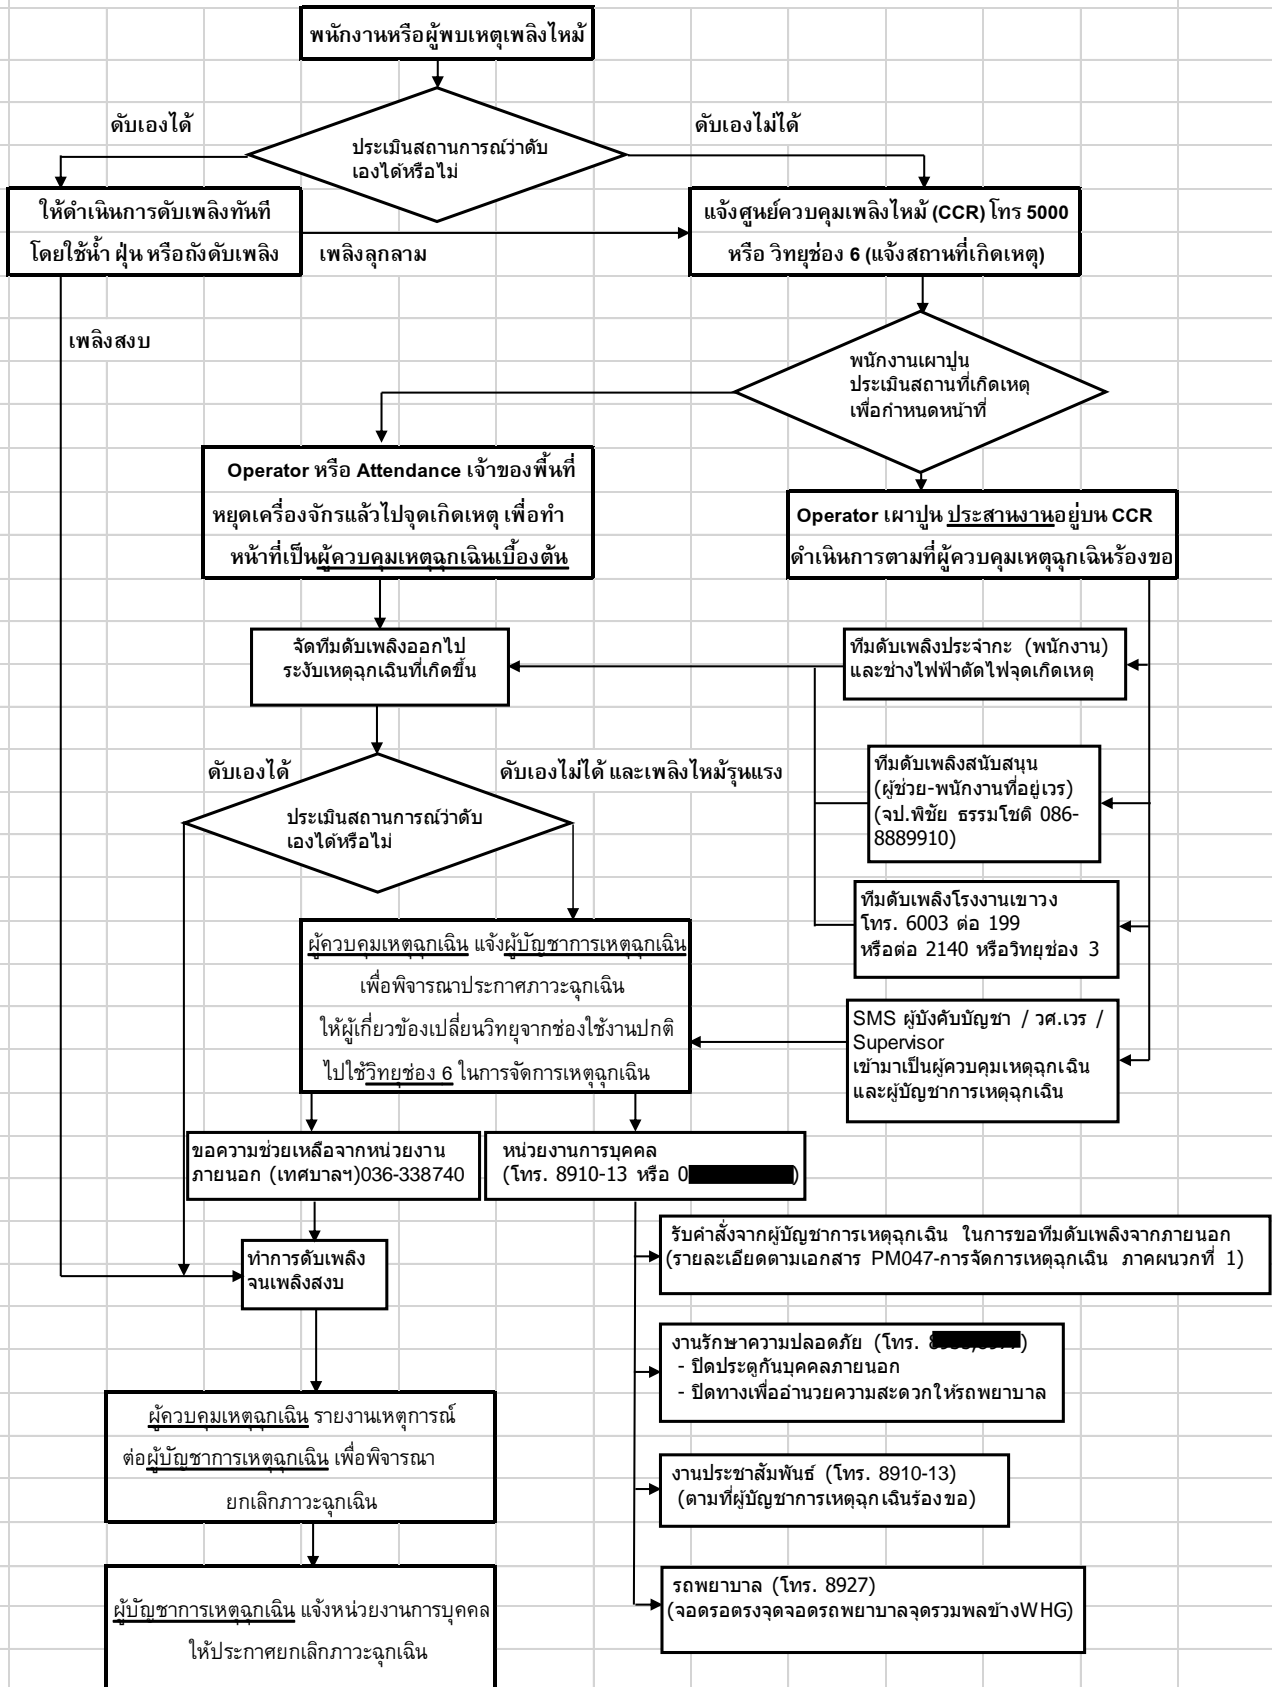 พนักงานหรือผู้พบเหตุเพลิงไหม้
ดับเองได้
ดับเองไม่ได้
ประเมินสถานการณ์ว่าดับ
เองได้หรือไม่
ให้ดำเนินการดับเพลิงทันที
โดยใช้น้ำ ฝุ่น หรือถังดับเพลิง
เพลิงลุกลาม
แจ้งศูนย์ควบคุมเพลิงไหม้ (CCR) โทร 5000
หรือ วิทยุช่อง 6 (แจ้งสถานที่เกิดเหตุ)
เพลิงสงบ
พนักงานเผาปูน
ประเมินสถานที่เกิดเหตุ
เพื่อกำหนดหน้าที่
Operator หรือ Attendance เจ้าของพื้นที่
หยุดเครื่องจักรแล้วไปจุดเกิดเหตุ เพื่อทำ
หน้าที่เป็นผู้ควบคุมเหตุฉุกเฉินเบื้องต้น
Operator เผาปูน ประสานงานอยู่บน CCR
ดำเนินการตามที่ผู้ควบคุมเหตุฉุกเฉินร้องขอ
จัดทีมดับเพลิงออกไป
ระงับเหตุฉุกเฉินที่เกิดขึ้น
ทีมดับเพลิงประจำกะ (พนักงาน)
และช่างไฟฟ้าตัดไฟจุดเกิดเหตุ
ดับเองได้
ดับเองไม่ได้ และเพลิงไหม้รุนแรง
ประเมินสถานการณ์ว่าดับ
เองได้หรือไม่
ทีมดับเพลิงสนับสนุน
(ผู้ช่วย-พนักงานที่อยู่เวร)
(จป.พิชัย ธรรมโชติ 086-
8889910)
ทีมดับเพลิงโรงงานเขาวง
โทร. 6003 ต่อ 199
หรือต่อ 2140 หรือวิทยุช่อง 3
ผู้ควบคุมเหตุฉุกเฉิน แจ้งผู้บัญชาการเหตุฉุกเฉิน
เพื่อพิจารณาประกาศภาวะฉุกเฉิน
ให้ผู้เกี่ยวข้องเปลี่ยนวิทยุจากช่องใช้งานปกติ
ไปใช้วิทยุช่อง 6 ในการจัดการเหตุฉุกเฉิน
SMS ผู้บังคับบัญชา / วศ.เวร /
Supervisor
เข้ามาเป็นผู้ควบคุมเหตุฉุกเฉิน
และผู้บัญชาการเหตุฉุกเฉิน
ขอความช่วยเหลือจากหน่วยงาน
ภายนอก (เทศบาลฯ)036-338740
หน่วยงานการบุคคล
(โทร. 8910-13 หรือ 0 )
รับคำสั่งจากผู้บัญชาการเหตุฉุกเฉิน ในการขอทีมดับเพลิงจากภายนอก
(รายละเอียดตามเอกสาร PM047-การจัดการเหตุฉุกเฉิน ภาคผนวกที่ 1)
ทำการดับเพลิง
จนเพลิงสงบ
งานรักษาความปลอดภัย (โทร. )
- ปิดประตูกันบุคคลภายนอก
- ปิดทางเพื่ออำนวยความสะดวกให้รถพยาบาล
ผู้ควบคุมเหตุฉุกเฉิน รายงานเหตุการณ์
ต่อผู้บัญชาการเหตุฉุกเฉิน เพื่อพิจารณา
ยกเลิกภาวะฉุกเฉิน
งานประชาสัมพันธ์ (โทร. 8910-13)
(ตามที่ผู้บัญชาการเหตุฉุกเฉินร้องขอ)
ผู้บัญชาการเหตุฉุกเฉิน แจ้งหน่วยงานการบุคคล
ให้ประกาศยกเลิกภาวะฉุกเฉิน
รถพยาบาล (โทร. 8927)
(จอดรอตรงจุดจอดรถพยาบาลจุดรวมพลข้างWHG)